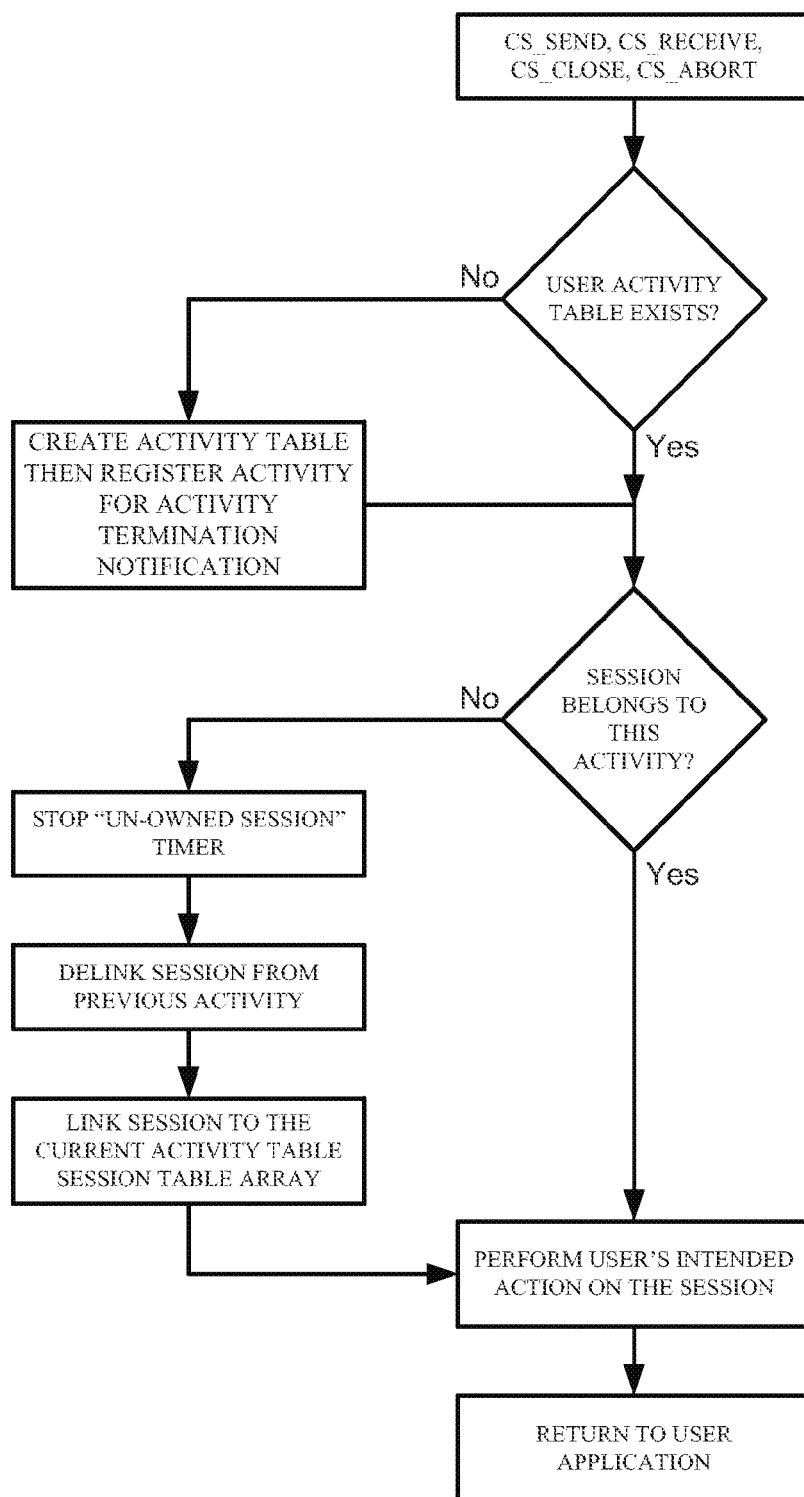 CS_SEND, CS_RECEIVE,
CS_CLOSE, CS_ABORT
USER ACTIVITY
TABLE EXISTS?
No
Yes
CREATE ACTIVITY TABLE
THEN REGISTER ACTIVITY
FOR ACTIVITY
TERMINATION
NOTIFICATION
SESSION
BELONGS TO
THIS
ACTIVITY?
No
Yes
STOP “UN-OWNED SESSION”
TIMER
DELINK SESSION FROM
PREVIOUS ACTIVITY
LINK SESSION TO THE
CURRENT ACTIVITY TABLE
SESSION TABLE ARRAY
PERFORM USER’S INTENDED
ACTION ON THE SESSION
RETURN TO USER
APPLICATION